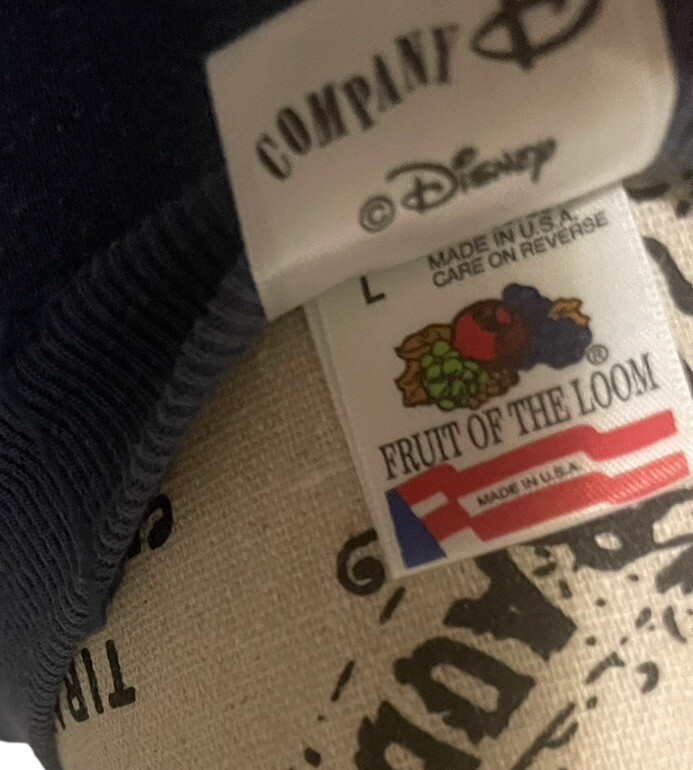 COMPANY D
© Disney
MADE IN U.S.A.
CARE ON REVERSE
L
®
FRUIT OF THE LOOM
MADE IN U.S.A.